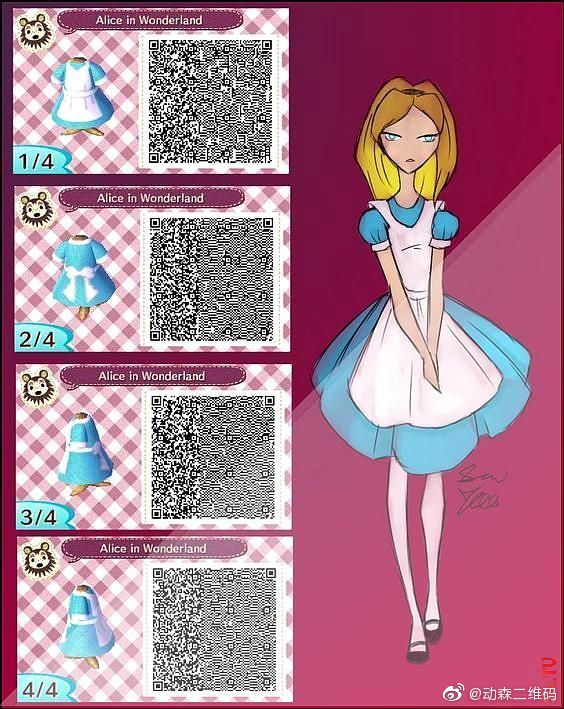 Alice in Wonderland
1/4
Alice in Wonderland
2/4
Alice in Wonderland
3/4
Alice in Wonderland
4/4
@动森二维码